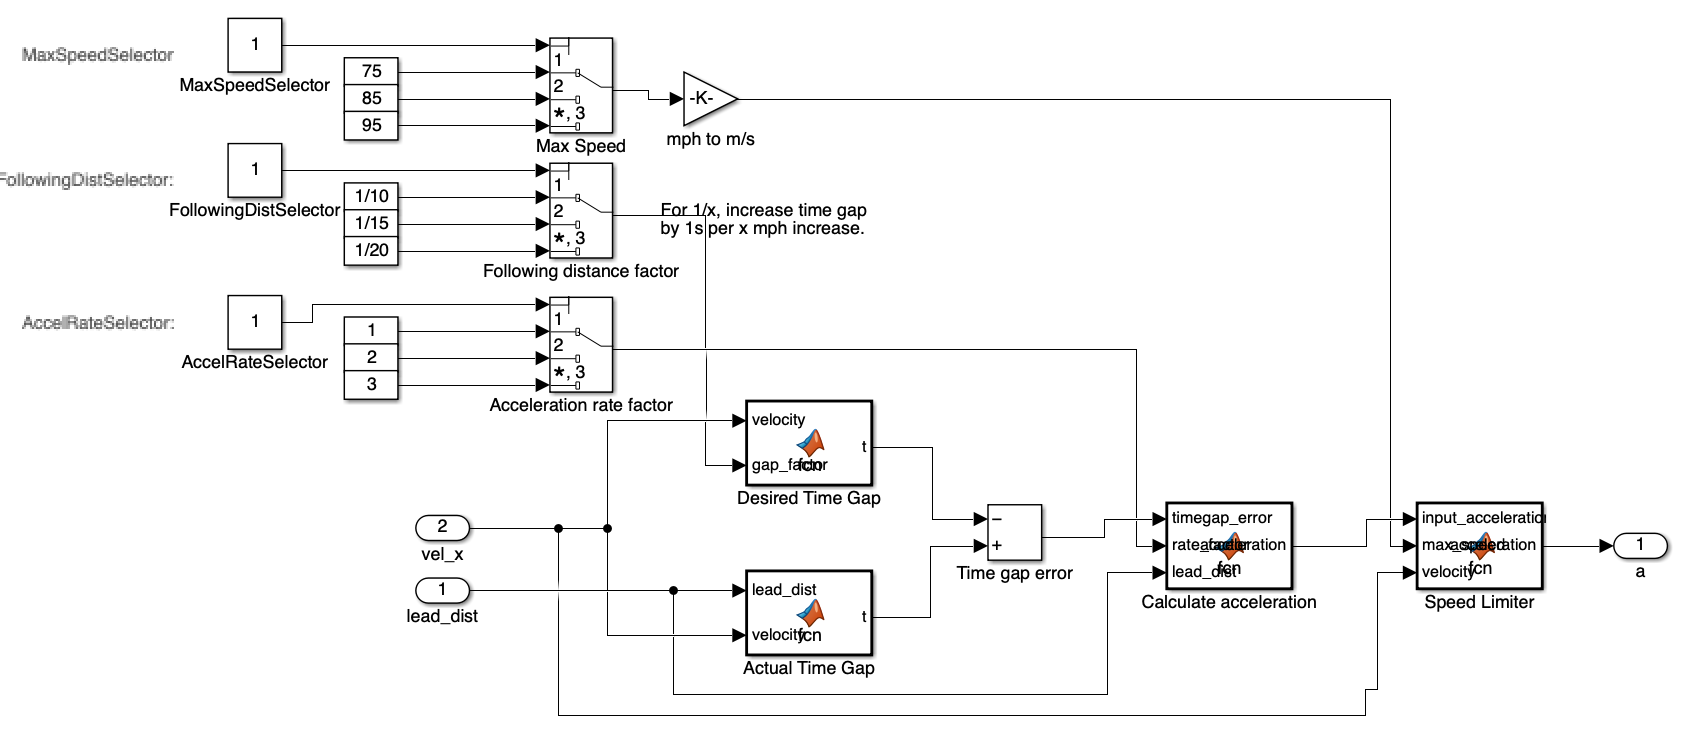 MaxSpeedSelector
1
MaxSpeedSelector
75
85
95
1
2
*, 3
Max Speed
-K-
mph to m/s
FollowingDistSelector:
1
FollowingDistSelector
1/10
1/15
1/20
1
2
*, 3
Following distance factor
For 1/x, increase time gap
by 1s per x mph increase.
AccelRateSelector:
1
AccelRateSelector
1
2
3
1
2
*, 3
Acceleration rate factor
velocity
gap_factor
fcn
t
Desired Time Gap
2
vel_x
1
lead_dist
lead_dist
velocity
fcn
t
Actual Time Gap
−
+
Time gap error
timegap_error
rate_factor
acceleration
lead_dist
fcn
Calculate acceleration
input_acceleration
max_speed
acceleration
velocity
fcn
Speed Limiter
1
a